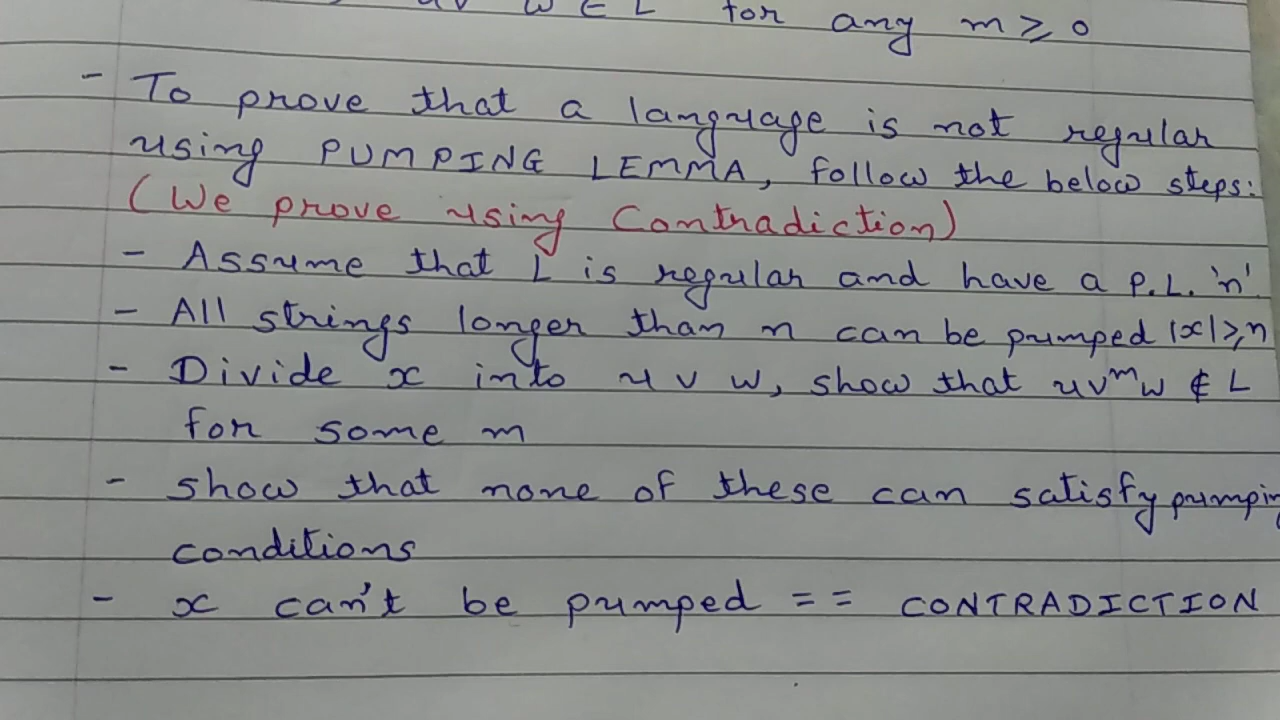 w ∈ L for any m ≥ 0
- To prove that a language is not regular
using PUMPING LEMMA, follow the below steps:
(We prove using Contradiction)
- Assume that L is regular and have a P.L. 'n'.
- All strings longer than n can be pumped |x| ≥ n
- Divide x into u v w, show that uvᵐw ∉ L
for some m
- show that none of these can satisfy pumpin
conditions
- x can't be pumped == CONTRADICTION